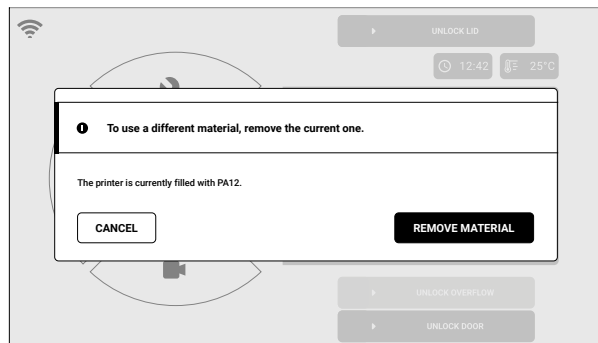 UNLOCK LID
12:42
25°C
To use a different material, remove the current one.
The printer is currently filled with PA12.
CANCEL
REMOVE MATERIAL
UNLOCK OVERFLOW
UNLOCK DOOR